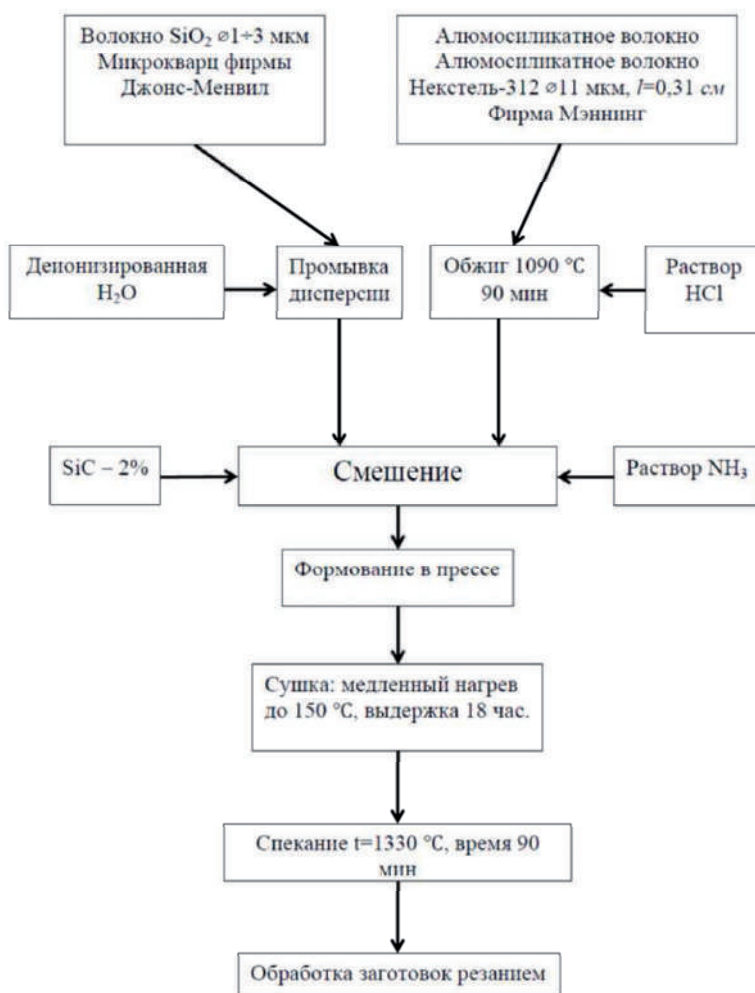 Волокно SiO₂ ⌀1÷3 мкм
Микрокварц фирмы
Джонс-Менвил
Алюмосиликатное волокно
Алюмосиликатное волокно
Некстель-312 ⌀11 мкм, l=0,31 см
Фирма Мэннинг
Деионизированная
H₂O
Промывка
дисперсии
Обжиг 1090 °C
90 мин
Раствор
HCl
SiC – 2%
Смешение
Раствор NH₃
Формование в прессе
Сушка: медленный нагрев
до 150 °C, выдержка 18 час.
Спекание t=1330 °C, время 90
мин
Обработка заготовок резанием